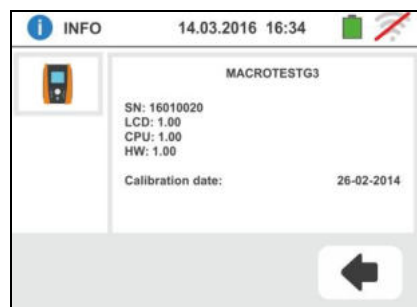 INFO 14.03.2016 16:34
MACROTESTG3
SN: 16010020
LCD: 1.00
CPU: 1.00
HW: 1.00
Calibration date: 26-02-2014